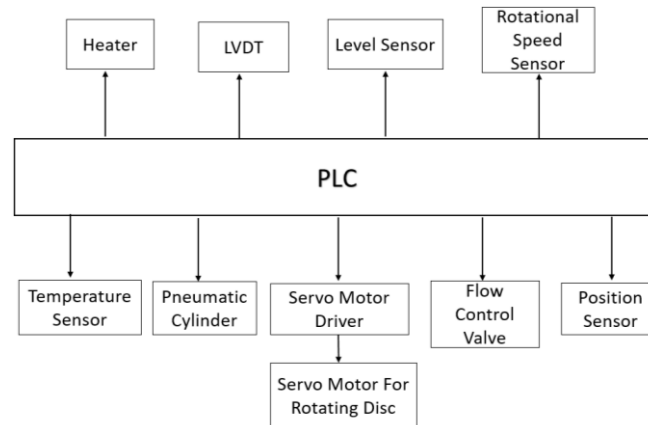 Heater
LVDT
Level Sensor
Rotational
Speed
Sensor
PLC
Temperature
Sensor
Pneumatic
Cylinder
Servo Motor
Driver
Flow
Control
Valve
Position
Sensor
Servo Motor For
Rotating Disc